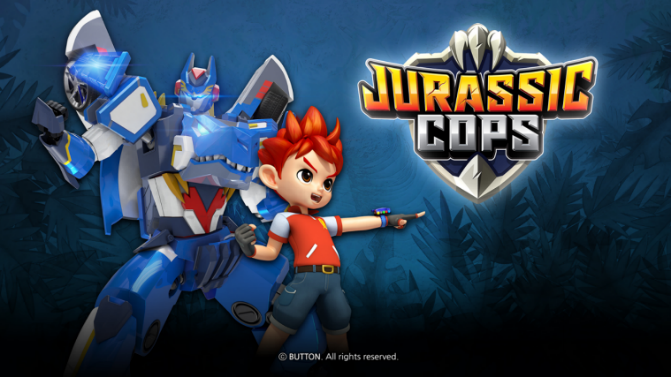 JURASSIC
COPS
© BUTTON. All rights reserved.